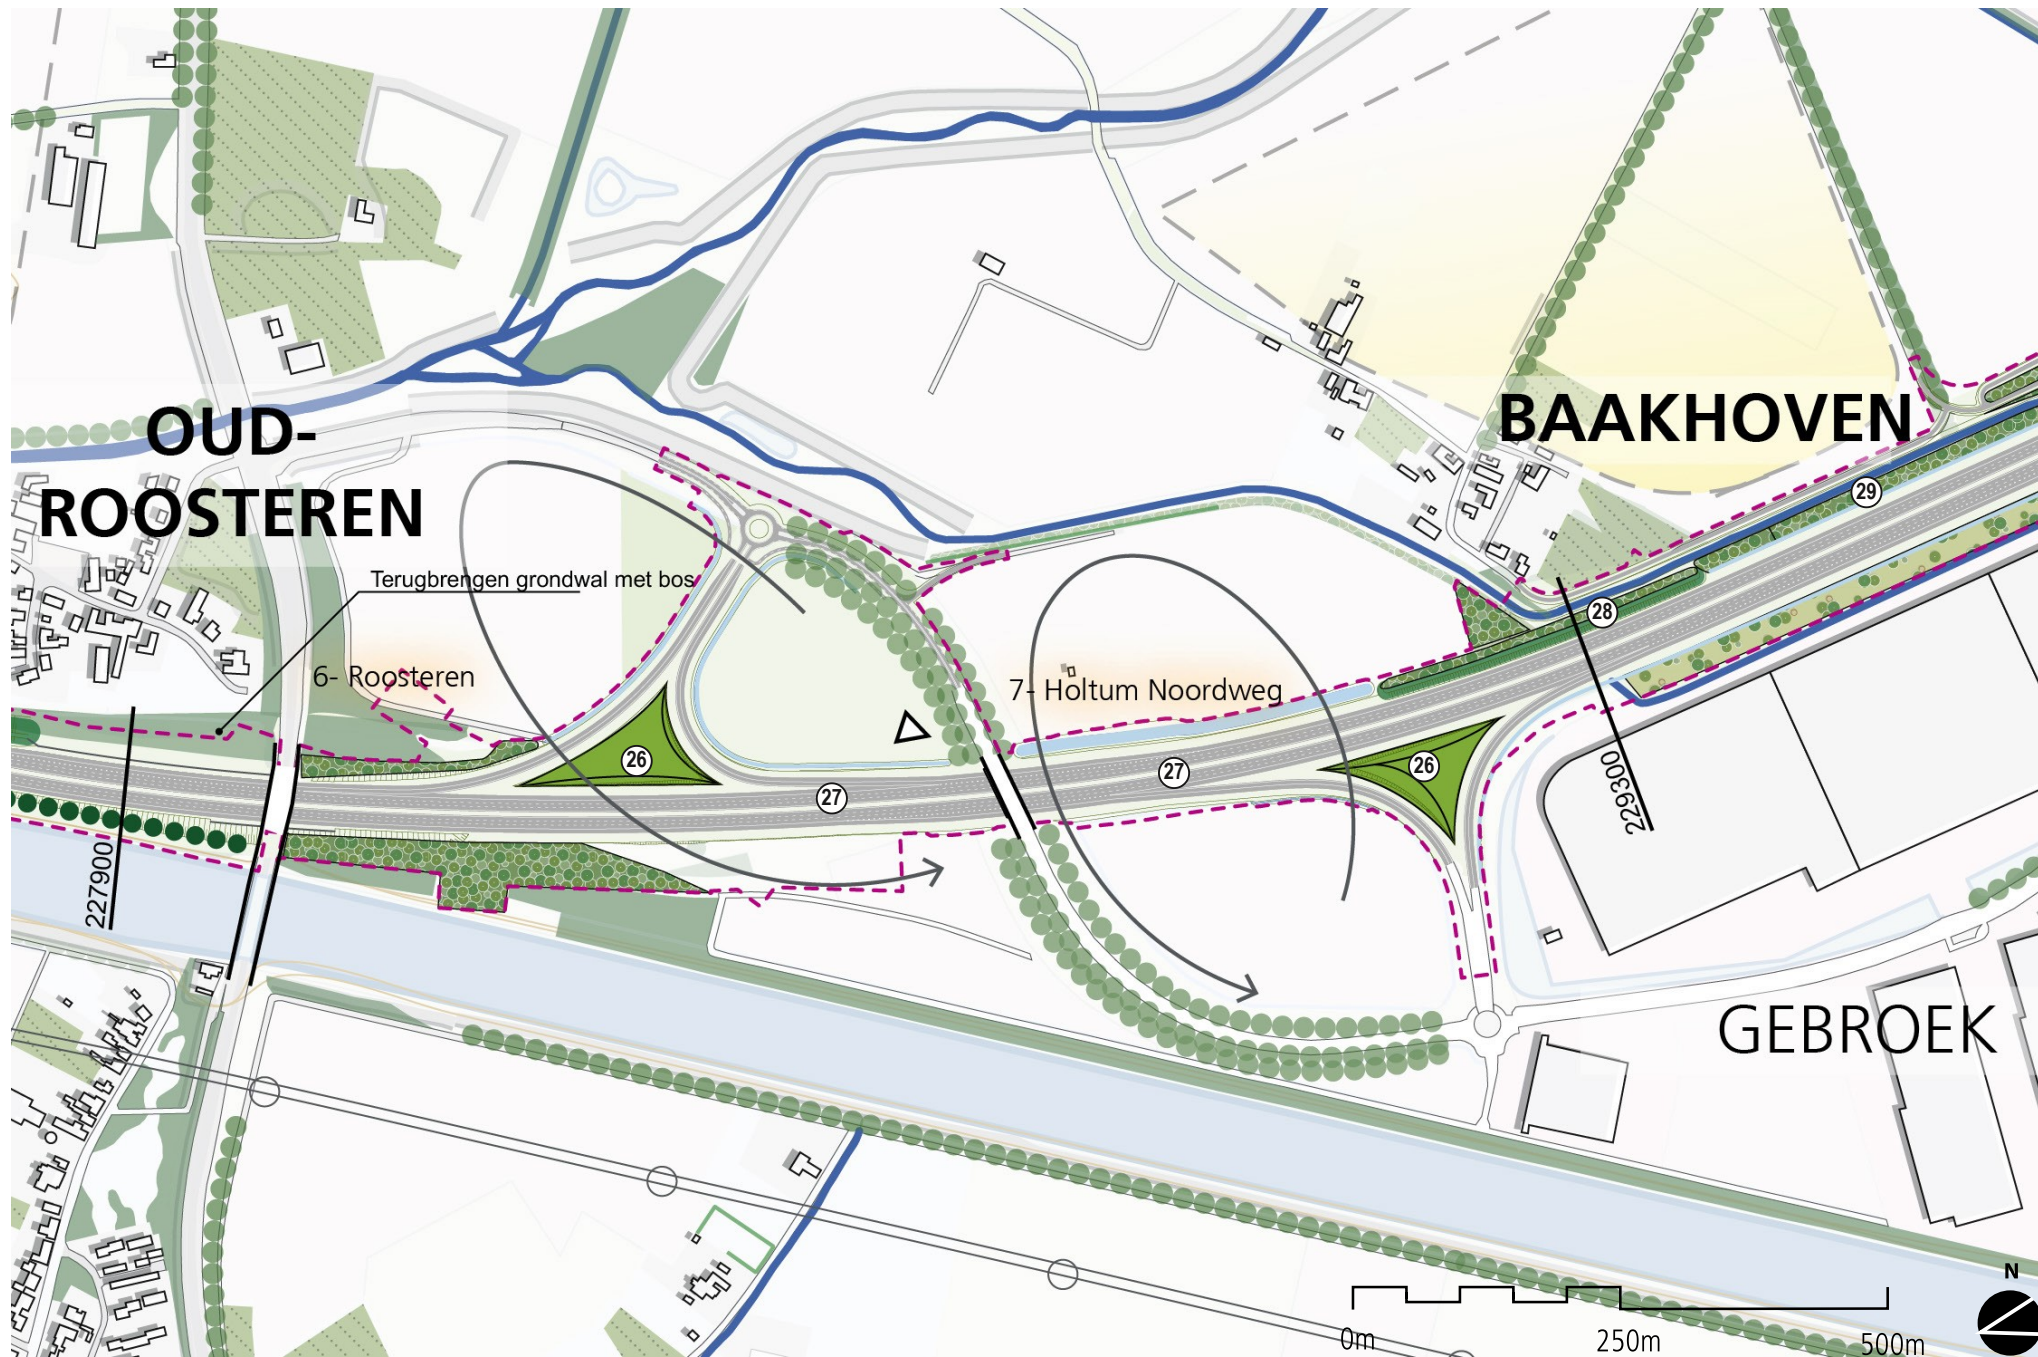 OUD-
ROOSTEREN
BAAKHOVEN
29
Terugbrengen grondwal met bos
28
6- Roosteren
7- Holtum Noordweg
26
27
27
26
227900
229300
GEBROEK
N
0m
250m
500m